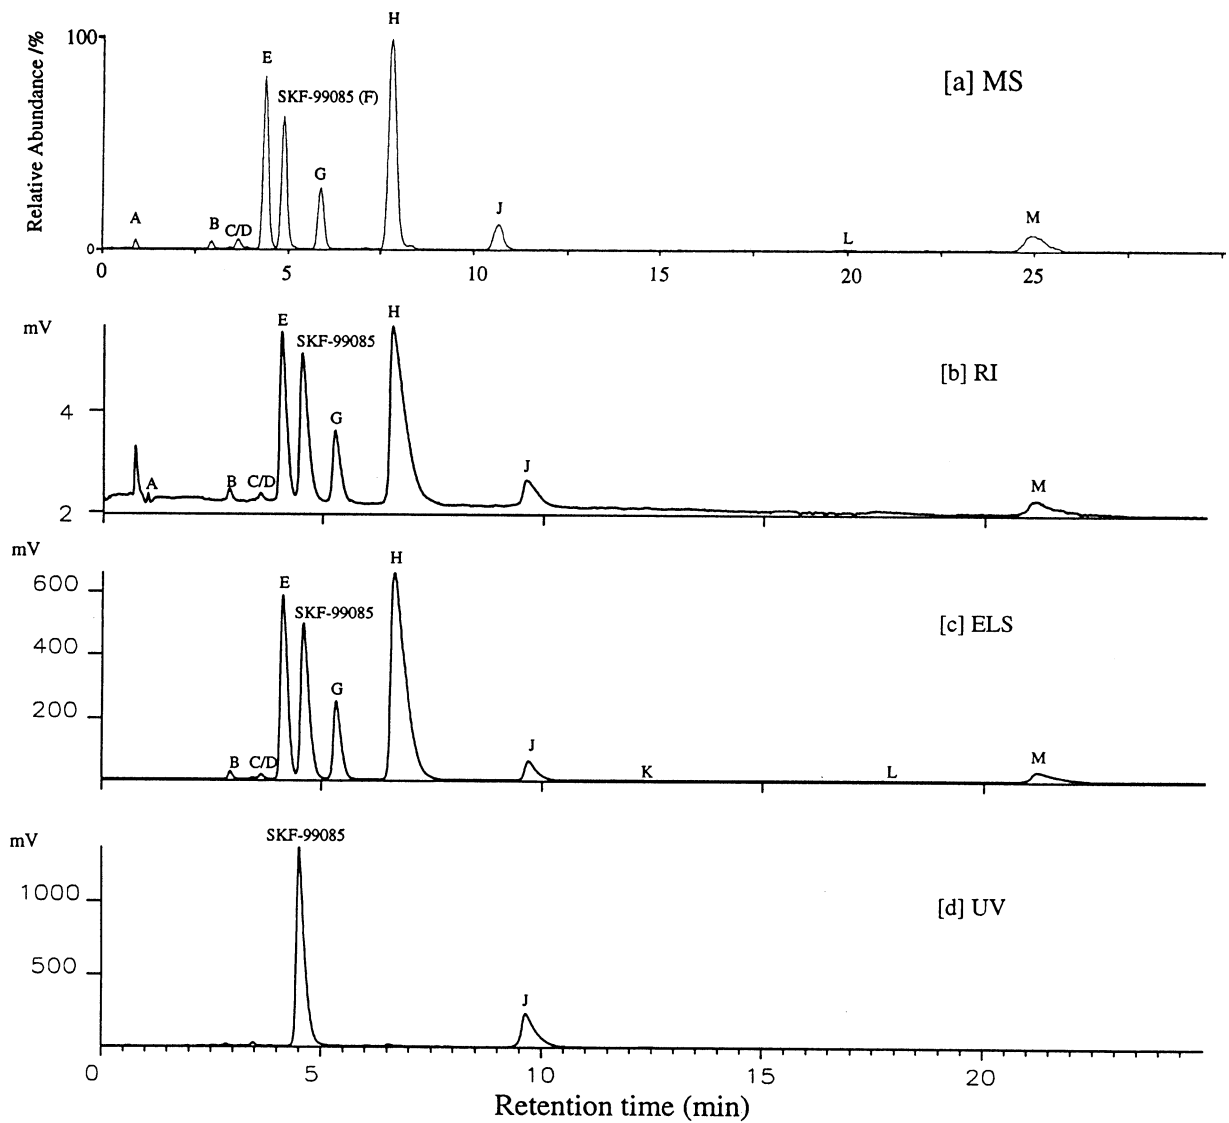 H
100
E
[a] MS
SKF-99085 (F)
Relative Abundance /%
50
G
A
B
C/D
J
L
M
0
0 5 10 15 20 25
mV
E
H
SKF-99085
[b] RI
4
G
A
B
C/D
J
M
2
mV
E
H
600
SKF-99085
[c] ELS
400
G
200
B
C/D
J
K
L
M
mV
SKF-99085
1000
[d] UV
500
J
0 5 10 20
Retention time (min)